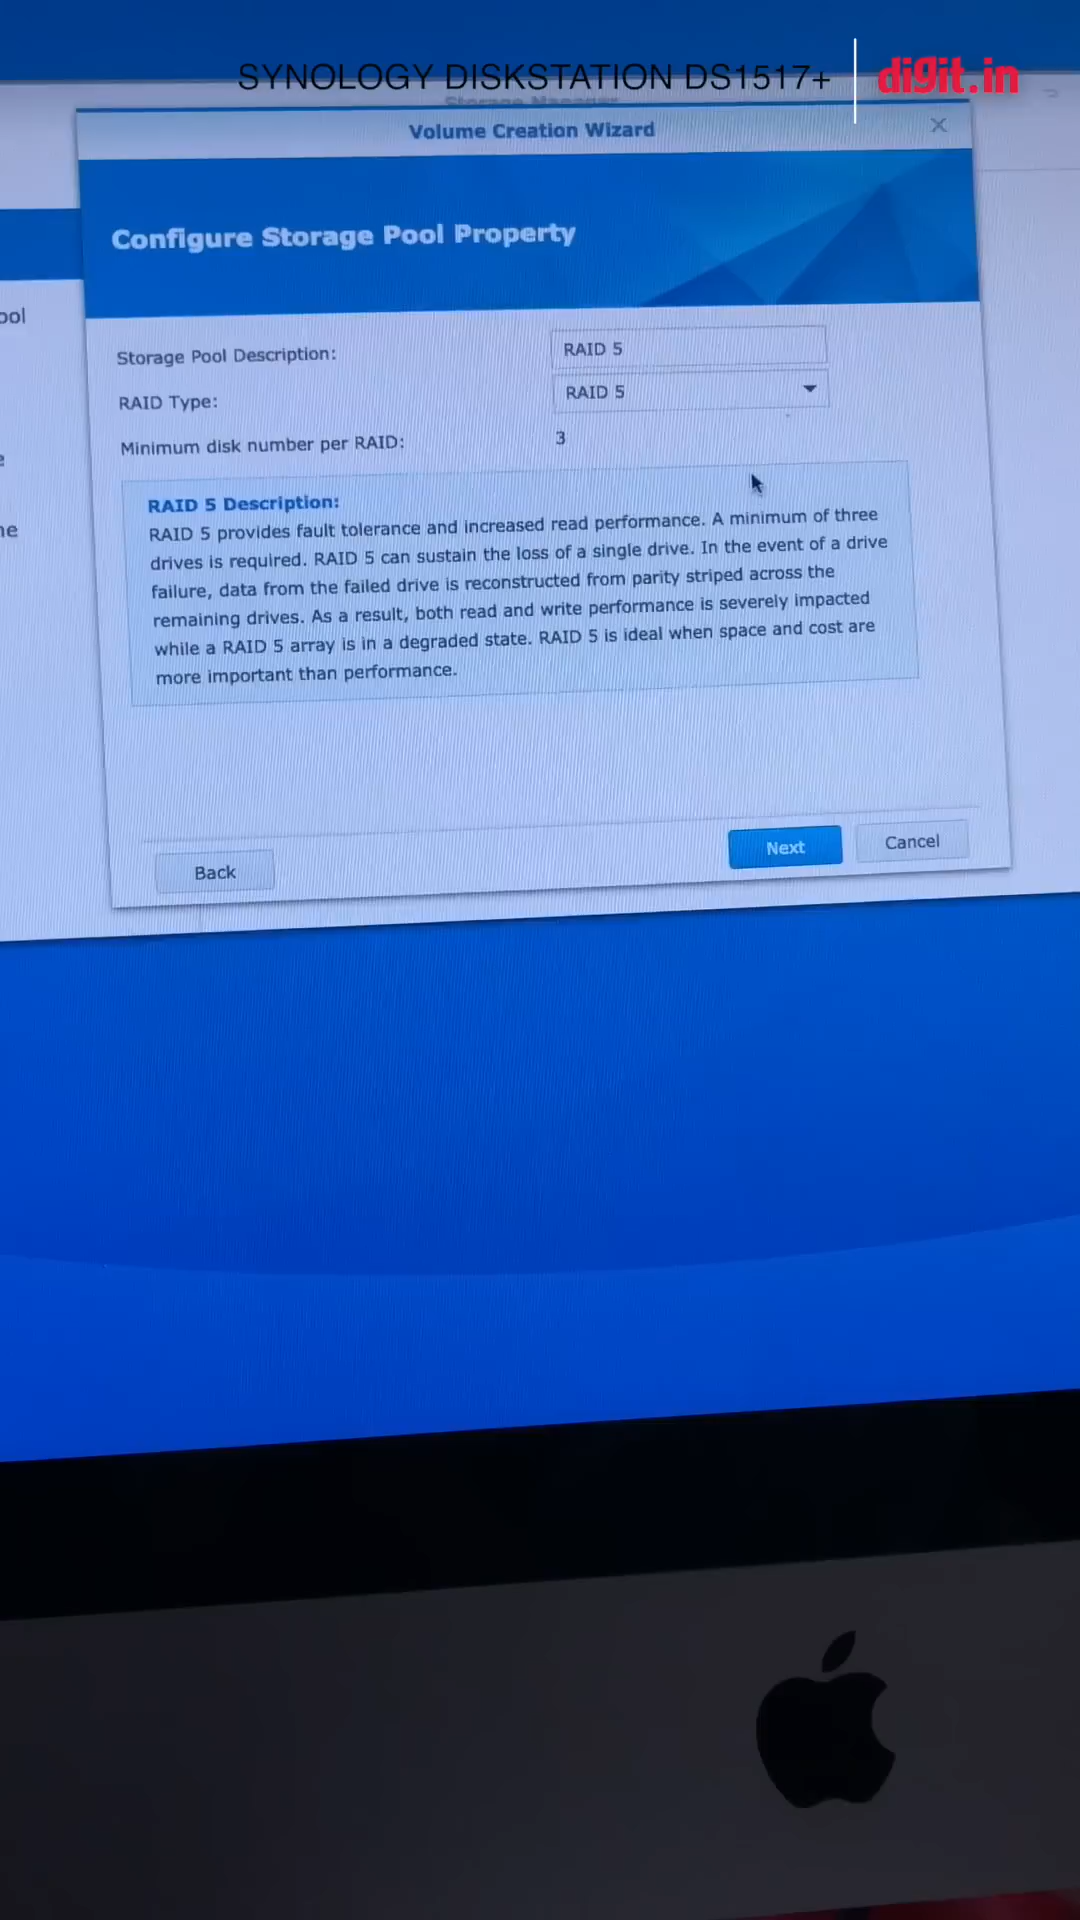 SYNOLOGY DISKSTATION DS1517+
digit.in
Storage Manager
Volume Creation Wizard
Configure Storage Pool Property
ool
Storage Pool Description: RAID 5
RAID Type: RAID 5
Minimum disk number per RAID: 3
e
RAID 5 Description:
ne
RAID 5 provides fault tolerance and increased read performance. A minimum of three
drives is required. RAID 5 can sustain the loss of a single drive. In the event of a drive
failure, data from the failed drive is reconstructed from parity striped across the
remaining drives. As a result, both read and write performance is severely impacted
while a RAID 5 array is in a degraded state. RAID 5 is ideal when space and cost are
more important than performance.
Back Next Cancel